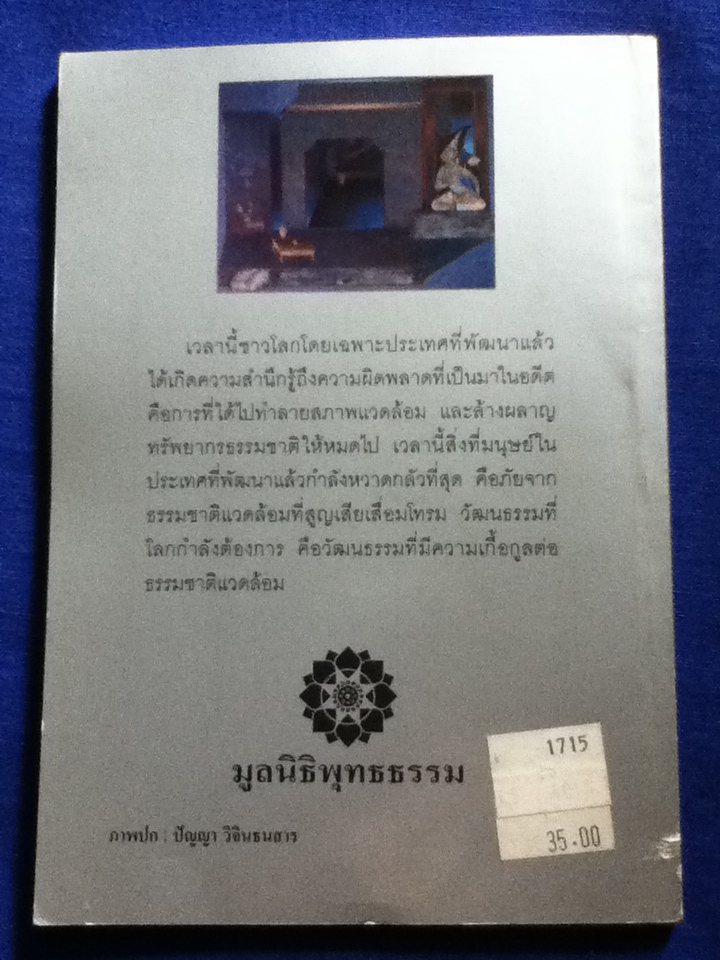 เวลานี้ชาวโลกโดยเฉพาะประเทศที่พัฒนาแล้ว
ได้เกิดความสำนึกรู้ถึงความผิดพลาดที่เป็นมาในอดีต
คือการที่ได้ไปทำลายสภาพแวดล้อม และล้างผลาญ
ทรัพยากรธรรมชาติให้หมดไป เวลานี้สิ่งที่มนุษย์ใน
ประเทศที่พัฒนาแล้วกำลังหวาดกลัวที่สุด คือภัยจาก
ธรรมชาติแวดล้อมที่สูญเสียเสื่อมโทรม วัฒนธรรมที่
โลกกำลังต้องการ คือวัฒนธรรมที่มีความเกื้อกูลต่อ
ธรรมชาติแวดล้อม
มูลนิธิพุทธธรรม
1715
35.00
ภาพปก : ปัญญา วิจินธนสาร